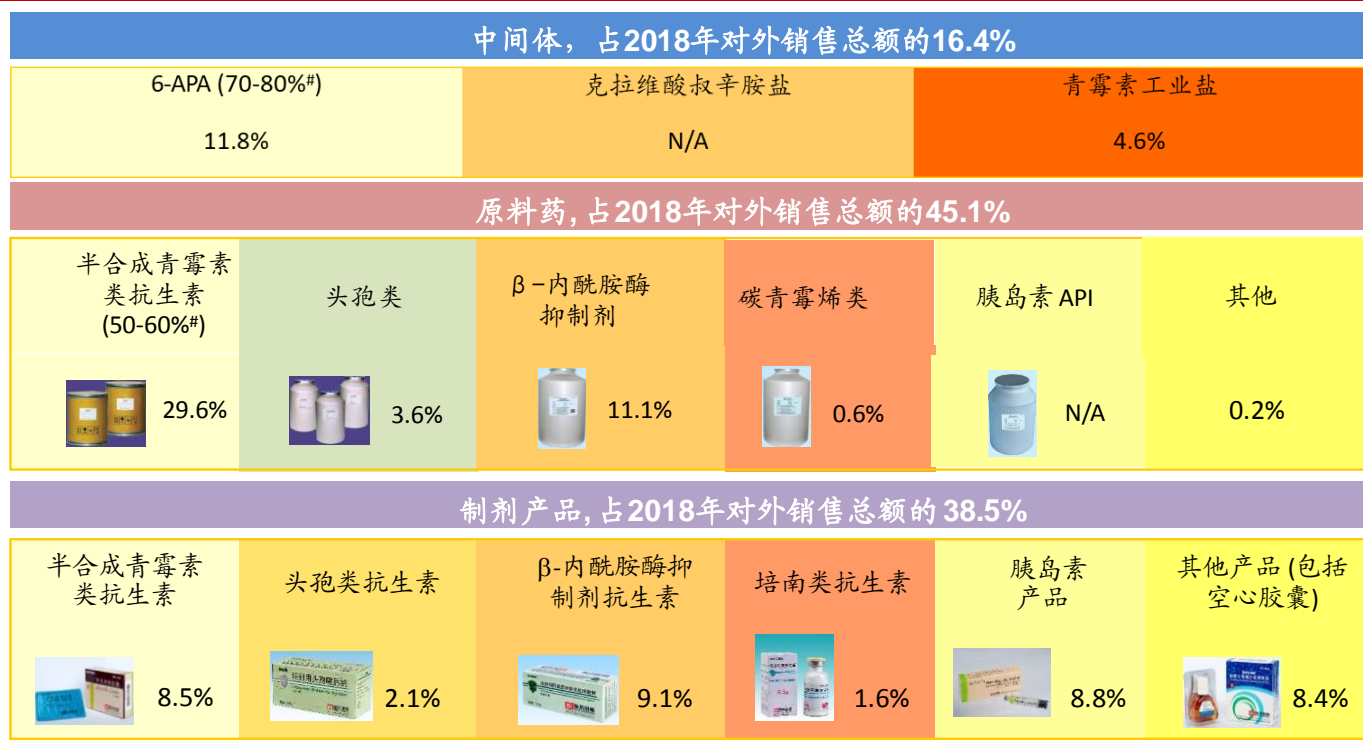 中间体，占2018年对外销售总额的16.4%
6-APA (70-80%#)
克拉维酸叔辛胺盐
青霉素工业盐
11.8%
N/A
4.6%
原料药, 占2018年对外销售总额的45.1%
半合成青霉素
类抗生素
(50-60%#)
头孢类
β–内酰胺酶
抑制剂
碳青霉烯类
胰岛素 API
其他
29.6%
3.6%
11.1%
0.6%
N/A
0.2%
制剂产品, 占2018年对外销售总额的 38.5%
半合成青霉素
类抗生素
头孢类抗生素
β-内酰胺酶抑
制剂抗生素
培南类抗生素
胰岛素
产品
其他产品 (包括
空心胶囊)
8.5%
2.1%
9.1%
1.6%
8.8%
8.4%